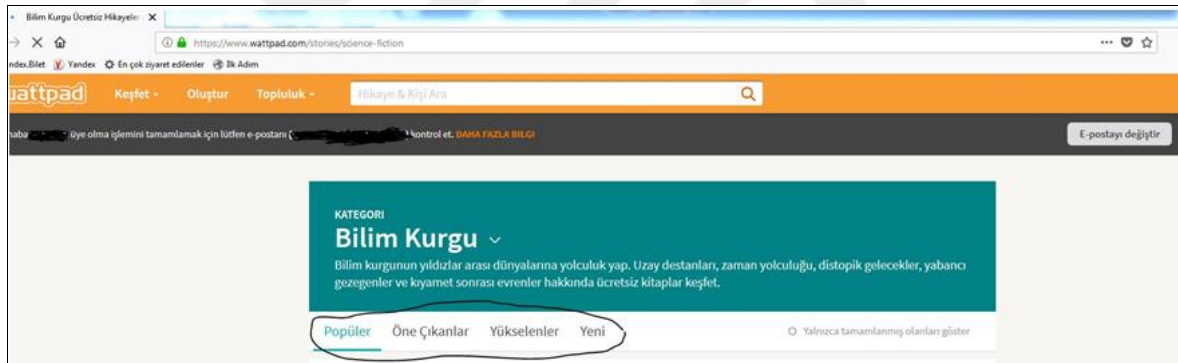 Bilim Kurgu Ücretsiz Hikayeler
https://www.wattpad.com/stories/science-fiction
ndex.Bilet Yandex En çok ziyaret edilenler İlk Adım
wattpad Keşfet Oluştur Topluluk Hikaye & Kişi Ara
haba üye olma işlemini tamamlamak için lütfen e-postanı ( ) kontrol et. DAHA FAZLA BILGI E-postayı değiştir
KATEGORI
Bilim Kurgu
Bilim kurgunun yıldızlar arası dünyalarına yolculuk yap. Uzay destanları, zaman yolculuğu, distopik gelecekler, yabancı
gezegenler ve kıyamet sonrası evrenler hakkında ücretsiz kitaplar keşfet.
Popüler Öne Çıkanlar Yükselenler Yeni Yalnızca tamamlanmış olanları göster